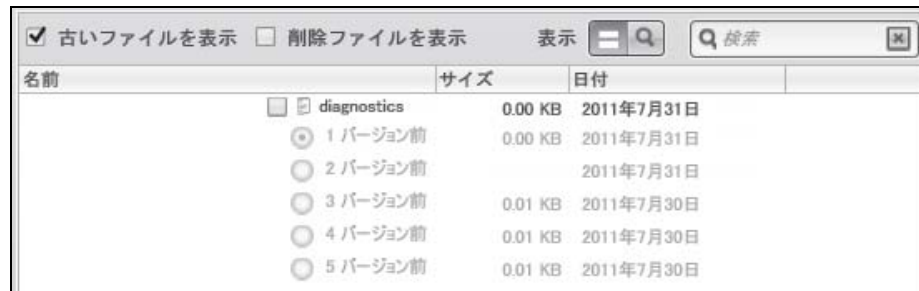 古いファイルを表示 削除ファイルを表示 表示 検索
名前 サイズ 日付
diagnostics 0.00 KB 2011年7月31日
1 バージョン前 0.00 KB 2011年7月31日
2 バージョン前 2011年7月31日
3 バージョン前 0.01 KB 2011年7月30日
4 バージョン前 0.01 KB 2011年7月30日
5 バージョン前 0.01 KB 2011年7月30日